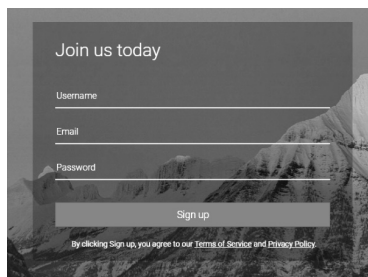 Join us today
Username
Email
Password
Sign up
By clicking Sign up, you agree to our Terms of Service and Privacy Policy.